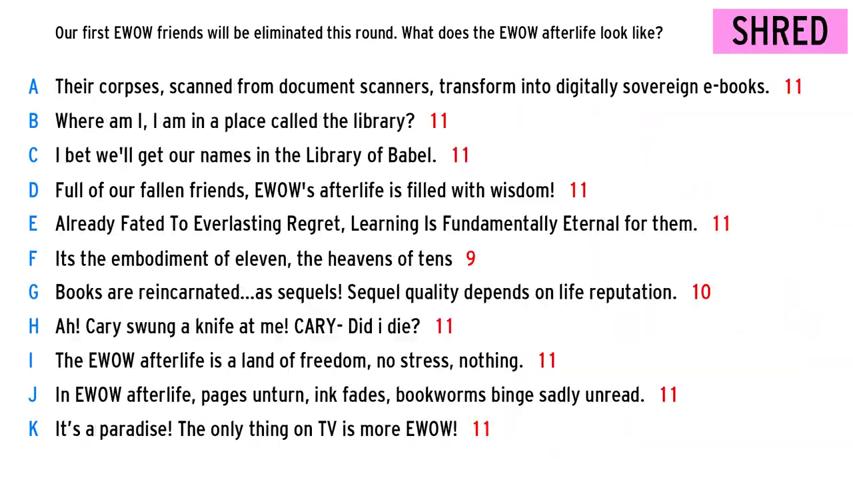 Our first EWOW friends will be eliminated this round. What does the EWOW afterlife look like?
SHRED
A Their corpses, scanned from document scanners, transform into digitally sovereign e-books. 11
B Where am I, I am in a place called the library? 11
C I bet we'll get our names in the Library of Babel. 11
D Full of our fallen friends, EWOW's afterlife is filled with wisdom! 11
E Already Fated To Everlasting Regret, Learning Is Fundamentally Eternal for them. 11
F Its the embodiment of eleven, the heavens of tens 9
G Books are reincarnated...as sequels! Sequel quality depends on life reputation. 10
H Ah! Cary swung a knife at me! CARY- Did i die? 11
I The EWOW afterlife is a land of freedom, no stress, nothing. 11
J In EWOW afterlife, pages unturn, ink fades, bookworms binge sadly unread. 11
K It’s a paradise! The only thing on TV is more EWOW! 11